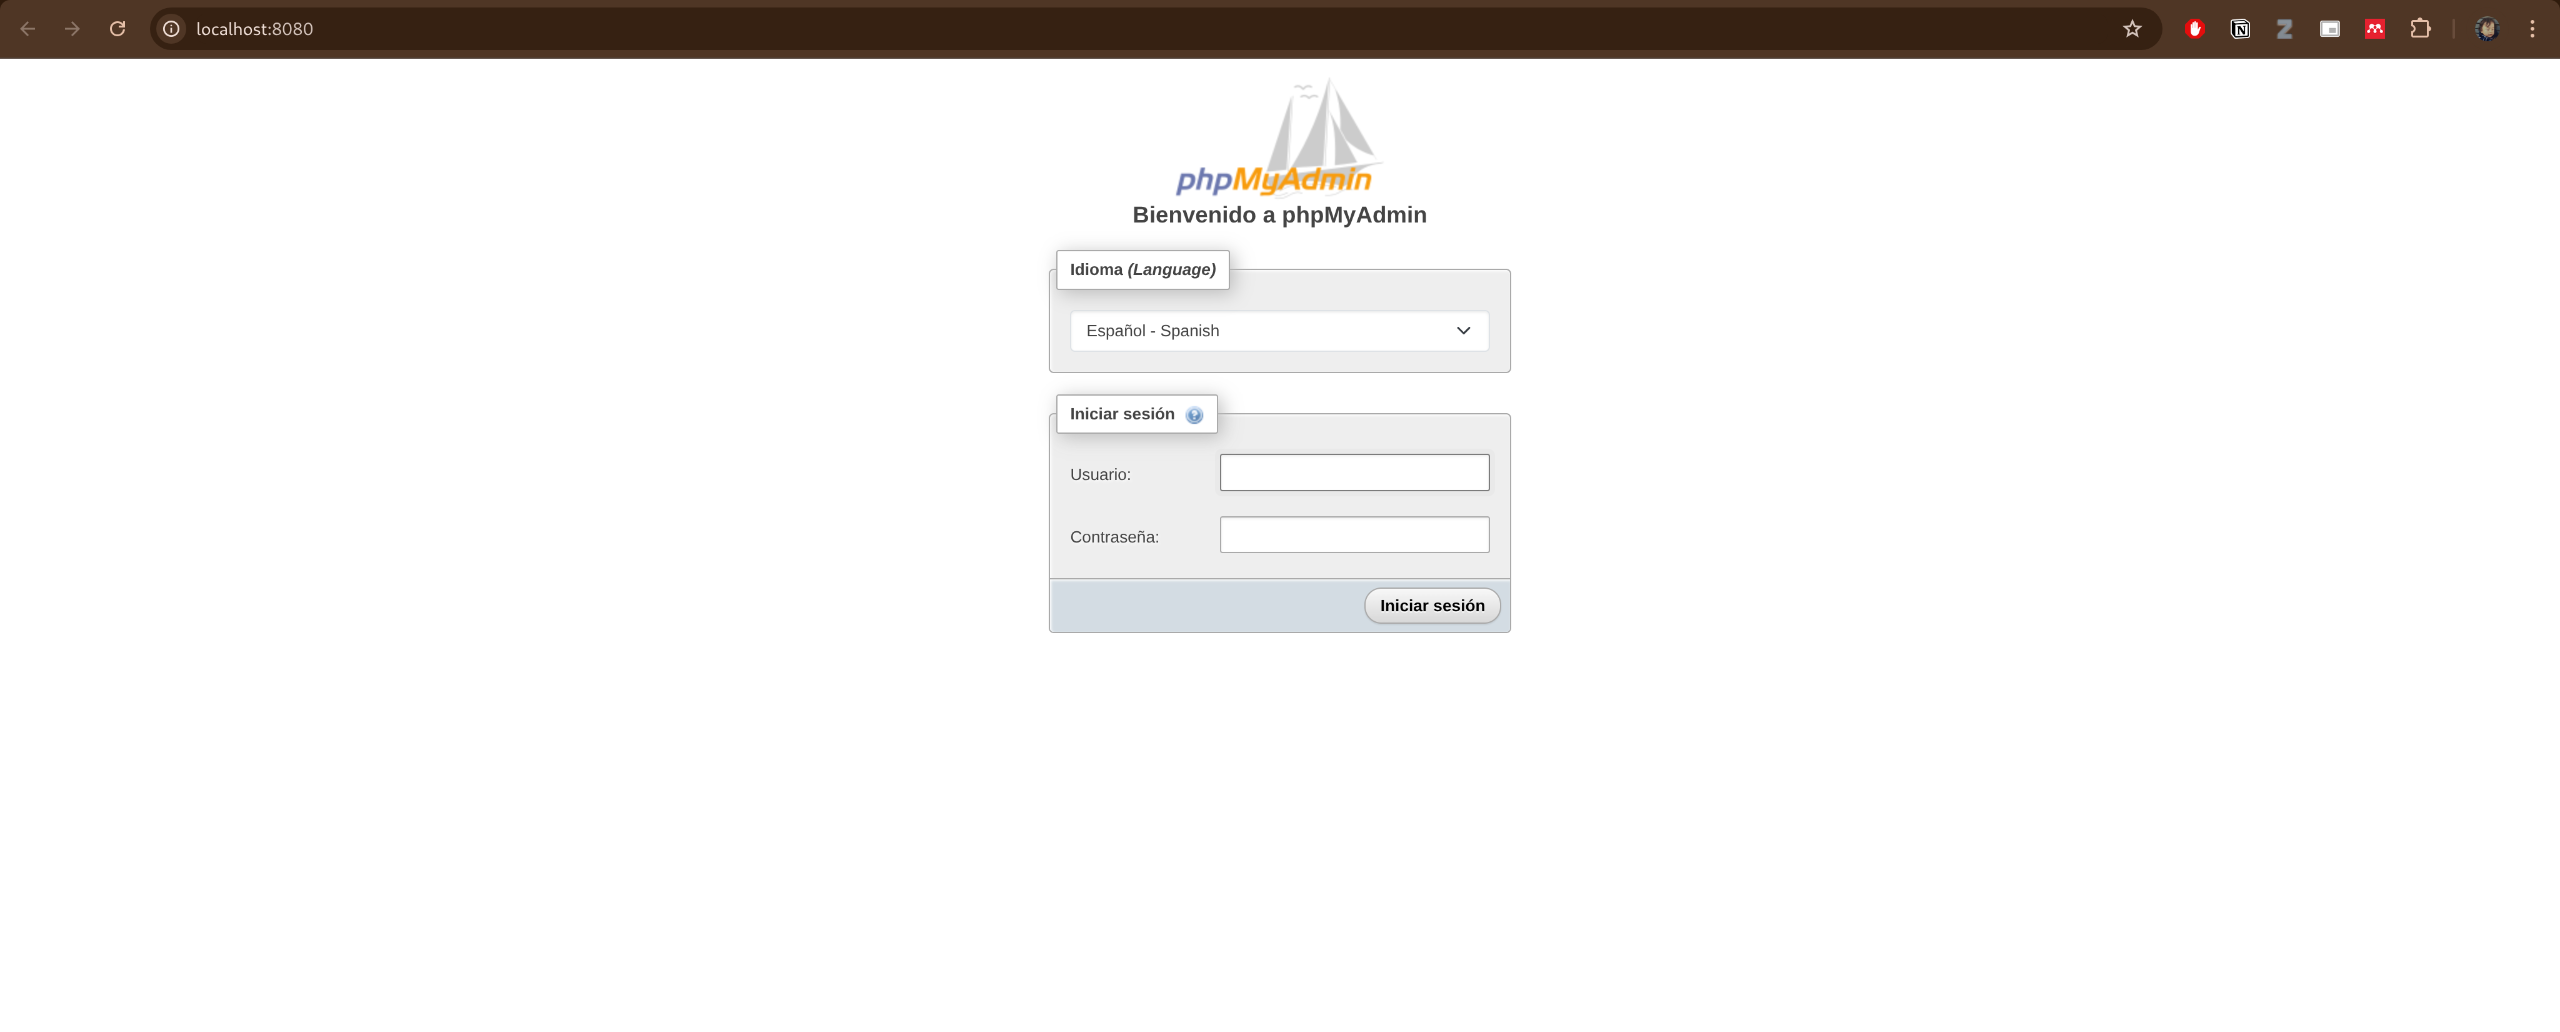 localhost:8080
phpMyAdmin
Bienvenido a phpMyAdmin
Idioma (Language)
Español - Spanish
Iniciar sesión
Usuario:
Contraseña:
Iniciar sesión